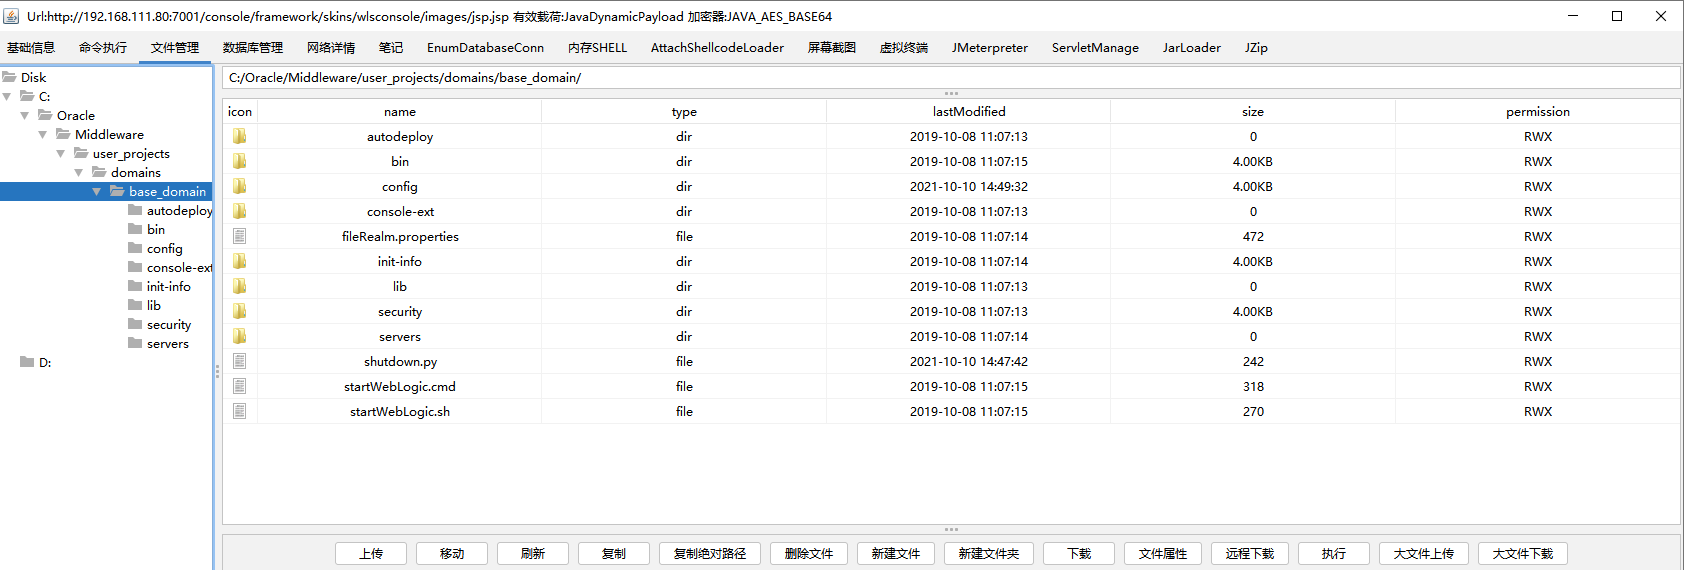 Url:http://192.168.111.80:7001/console/framework/skins/wlsconsole/images/jsp.jsp 有效载荷:JavaDynamicPayload 加密器:JAVA_AES_BASE64
基础信息 命令执行 文件管理 数据库管理 网络详情 笔记 EnumDatabaseConn 内存SHELL AttachShellcodeLoader 屏幕截图 虚拟终端 JMeterpreter ServletManage JarLoader JZip
Disk
C:
Oracle
Middleware
user_projects
domains
base_domain
autodeploy
bin
config
console-ext
init-info
lib
security
servers
D:
C:/Oracle/Middleware/user_projects/domains/base_domain/
icon name type lastModified size permission
autodeploy dir 2019-10-08 11:07:13 0 RWX
bin dir 2019-10-08 11:07:15 4.00KB RWX
config dir 2021-10-10 14:49:32 4.00KB RWX
console-ext dir 2019-10-08 11:07:13 0 RWX
fileRealm.properties file 2019-10-08 11:07:14 472 RWX
init-info dir 2019-10-08 11:07:14 4.00KB RWX
lib dir 2019-10-08 11:07:13 0 RWX
security dir 2019-10-08 11:07:13 4.00KB RWX
servers dir 2019-10-08 11:07:14 0 RWX
shutdown.py file 2021-10-10 14:47:42 242 RWX
startWebLogic.cmd file 2019-10-08 11:07:15 318 RWX
startWebLogic.sh file 2019-10-08 11:07:15 270 RWX
上传 移动 刷新 复制 复制绝对路径 删除文件 新建文件 新建文件夹 下载 文件属性 远程下载 执行 大文件上传 大文件下载